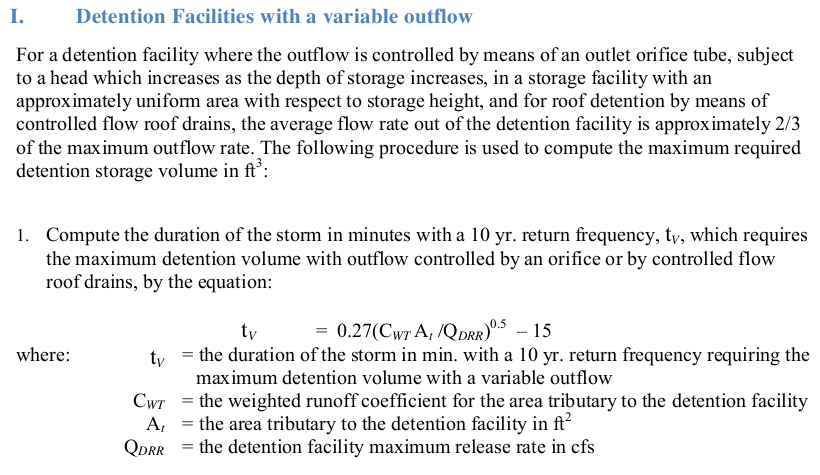 I. Detention Facilities with a variable outflow
For a detention facility where the outflow is controlled by means of an outlet orifice tube, subject
to a head which increases as the depth of storage increases, in a storage facility with an
approximately uniform area with respect to storage height, and for roof detention by means of
controlled flow roof drains, the average flow rate out of the detention facility is approximately 2/3
of the maximum outflow rate. The following procedure is used to compute the maximum required
detention storage volume in ft³:
1. Compute the duration of the storm in minutes with a 10 yr. return frequency, t_V, which requires
the maximum detention volume with outflow controlled by an orifice or by controlled flow
roof drains, by the equation:
t_V = 0.27(C_WT A_t /Q_DRR)^0.5 – 15
where: t_V = the duration of the storm in min. with a 10 yr. return frequency requiring the
maximum detention volume with a variable outflow
C_WT = the weighted runoff coefficient for the area tributary to the detention facility
A_t = the area tributary to the detention facility in ft²
Q_DRR = the detention facility maximum release rate in cfs